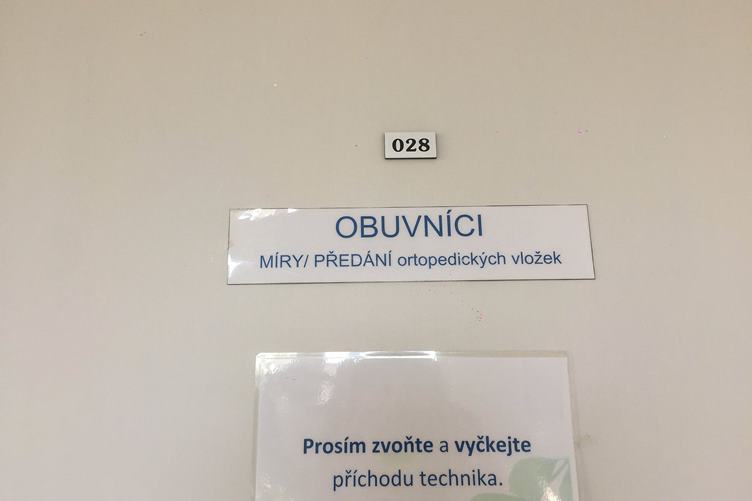 028
OBUVNÍCI
MÍRY/ PŘEDÁNÍ ortopedických vložek
Prosím zvoňte a vyčkejte
příchodu technika.